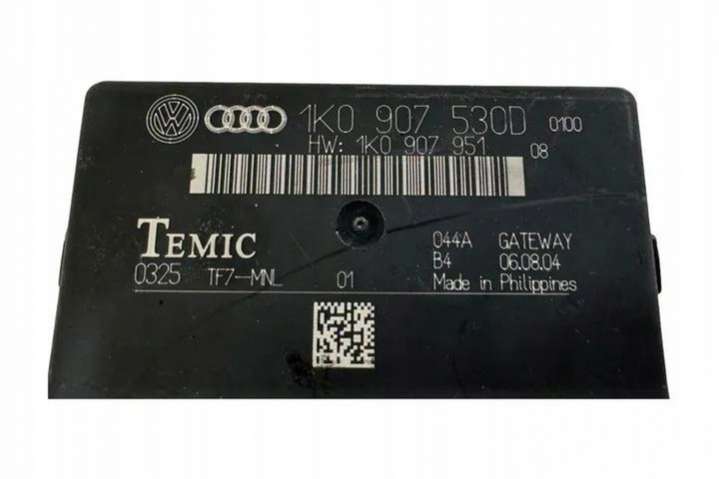 1K0 907 530D 0100
HW: 1K0 907 951 08
TEMIC
0325 TF7-MNL 01
044A GATEWAY
B4 06.08.04
Made in Philippines